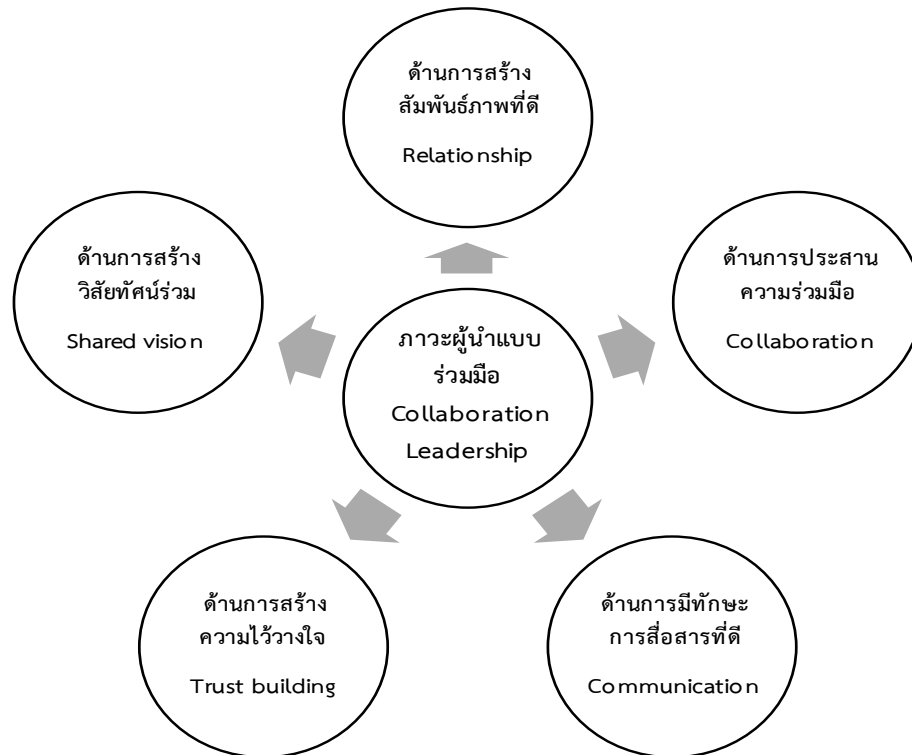 ด้านการสร้าง
สัมพันธ์ภาพที่ดี
Relationship
ด้านการสร้าง
วิสัยทัศน์ร่วม
Shared vision
ด้านการประสาน
ความร่วมมือ
Collaboration
ภาวะผู้นำแบบ
ร่วมมือ
Collaboration
Leadership
ด้านการสร้าง
ความไว้วางใจ
Trust building
ด้านการมีทักษะ
การสื่อสารที่ดี
Communication